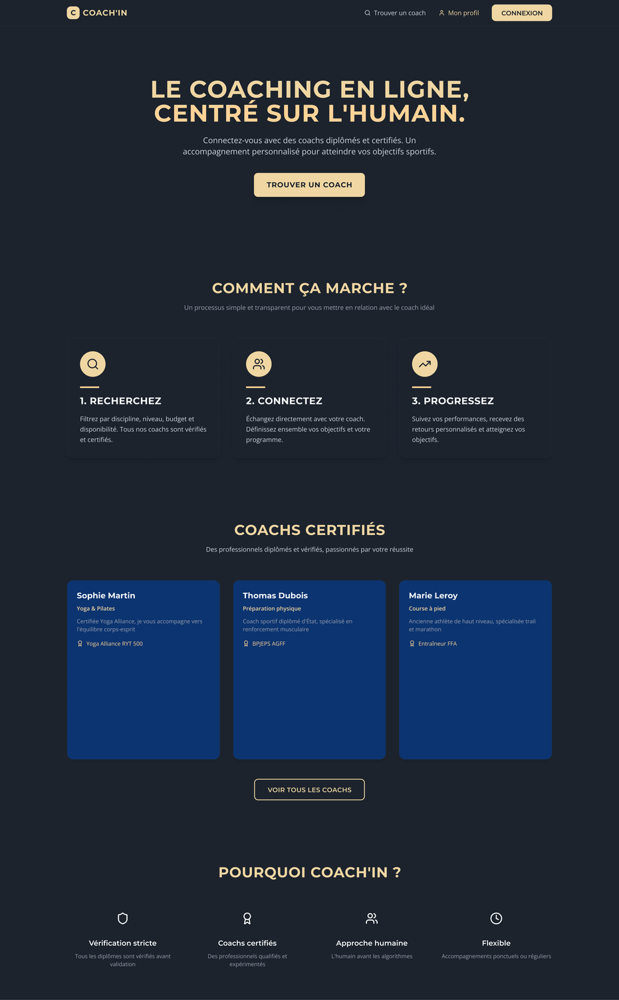 C COACH'IN
Trouver un coach
Mon profil
CONNEXION
LE COACHING EN LIGNE,
CENTRÉ SUR L'HUMAIN.
Connectez-vous avec des coachs diplômés et certifiés. Un
accompagnement personnalisé pour atteindre vos objectifs sportifs.
TROUVER UN COACH
COMMENT ÇA MARCHE ?
Un processus simple et transparent pour vous mettre en relation avec le coach idéal
1. RECHERCHEZ
Filtrez par discipline, niveau, budget et
disponibilité. Tous nos coachs sont vérifiés
et certifiés.
2. CONNECTEZ
Échangez directement avec votre coach.
Définissez ensemble vos objectifs et votre
programme.
3. PROGRESSEZ
Suivez vos performances, recevez des
retours personnalisés et atteignez vos
objectifs.
COACHS CERTIFIÉS
Des professionnels diplômés et vérifiés, passionnés par votre réussite
Sophie Martin
Yoga & Pilates
Certifiée Yoga Alliance, je vous accompagne vers
l'équilibre corps-esprit
Yoga Alliance RYT 500
Thomas Dubois
Préparation physique
Coach sportif diplômé d'État, spécialisé en
renforcement musculaire
BPJEPS AGFF
Marie Leroy
Course à pied
Ancienne athlète de haut niveau, spécialisée trail
et marathon
Entraîneur FFA
VOIR TOUS LES COACHS
POURQUOI COACH'IN ?
Vérification stricte
Tous les diplômes sont vérifiés avant
validation
Coachs certifiés
Des professionnels qualifiés et
expérimentés
Approche humaine
L'humain avant les algorithmes
Flexible
Accompagnements ponctuels ou réguliers